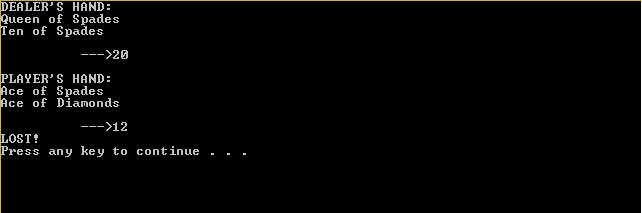 DEALER'S HAND:
Queen of Spades
Ten of Spades
--->20
PLAYER'S HAND:
Ace of Spades
Ace of Diamonds
--->12
LOST!
Press any key to continue . . .